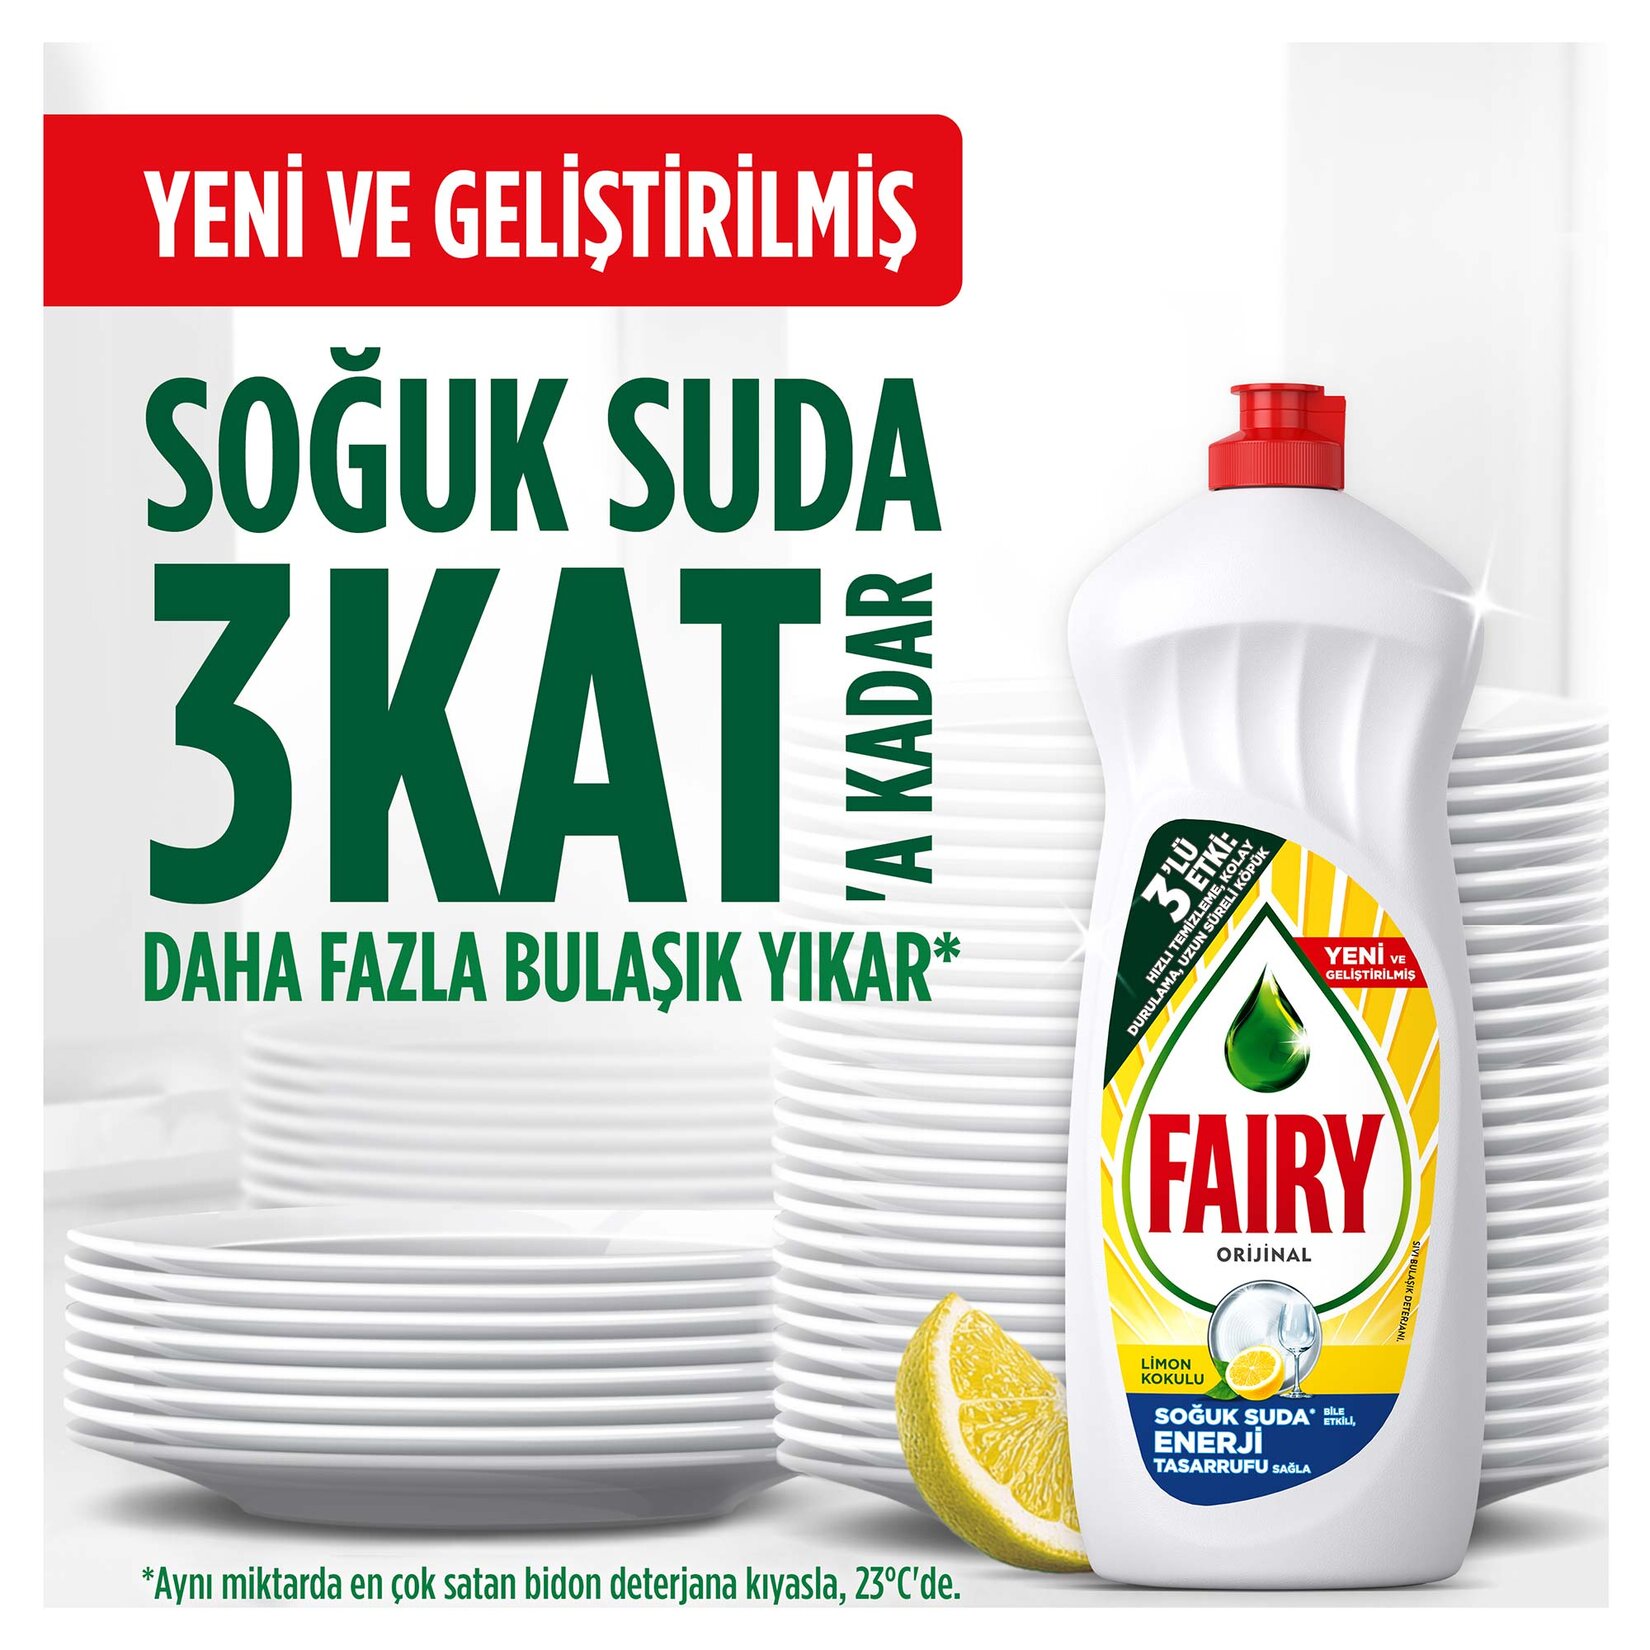 YENİ VE GELİŞTİRİLMİŞ
SOĞUK SUDA
3KAT'A KADAR
DAHA FAZLA BULAŞIK YIKAR*
3'LÜ
ETKİ:
HIZLI TEMİZLEME, KOLAY
DURULAMA, UZUN SÜRELİ KÖPÜK
YENİ VE
GELİŞTİRİLMİŞ
FAIRY
ORİJİNAL
SIVI BULAŞIK DETERJANI.
LİMON
KOKULU
SOĞUK SUDA* BİLE ETKİLİ,
ENERJİ
TASARRUFU SAĞLA
*Aynı miktarda en çok satan bidon deterjana kıyasla, 23°C'de.